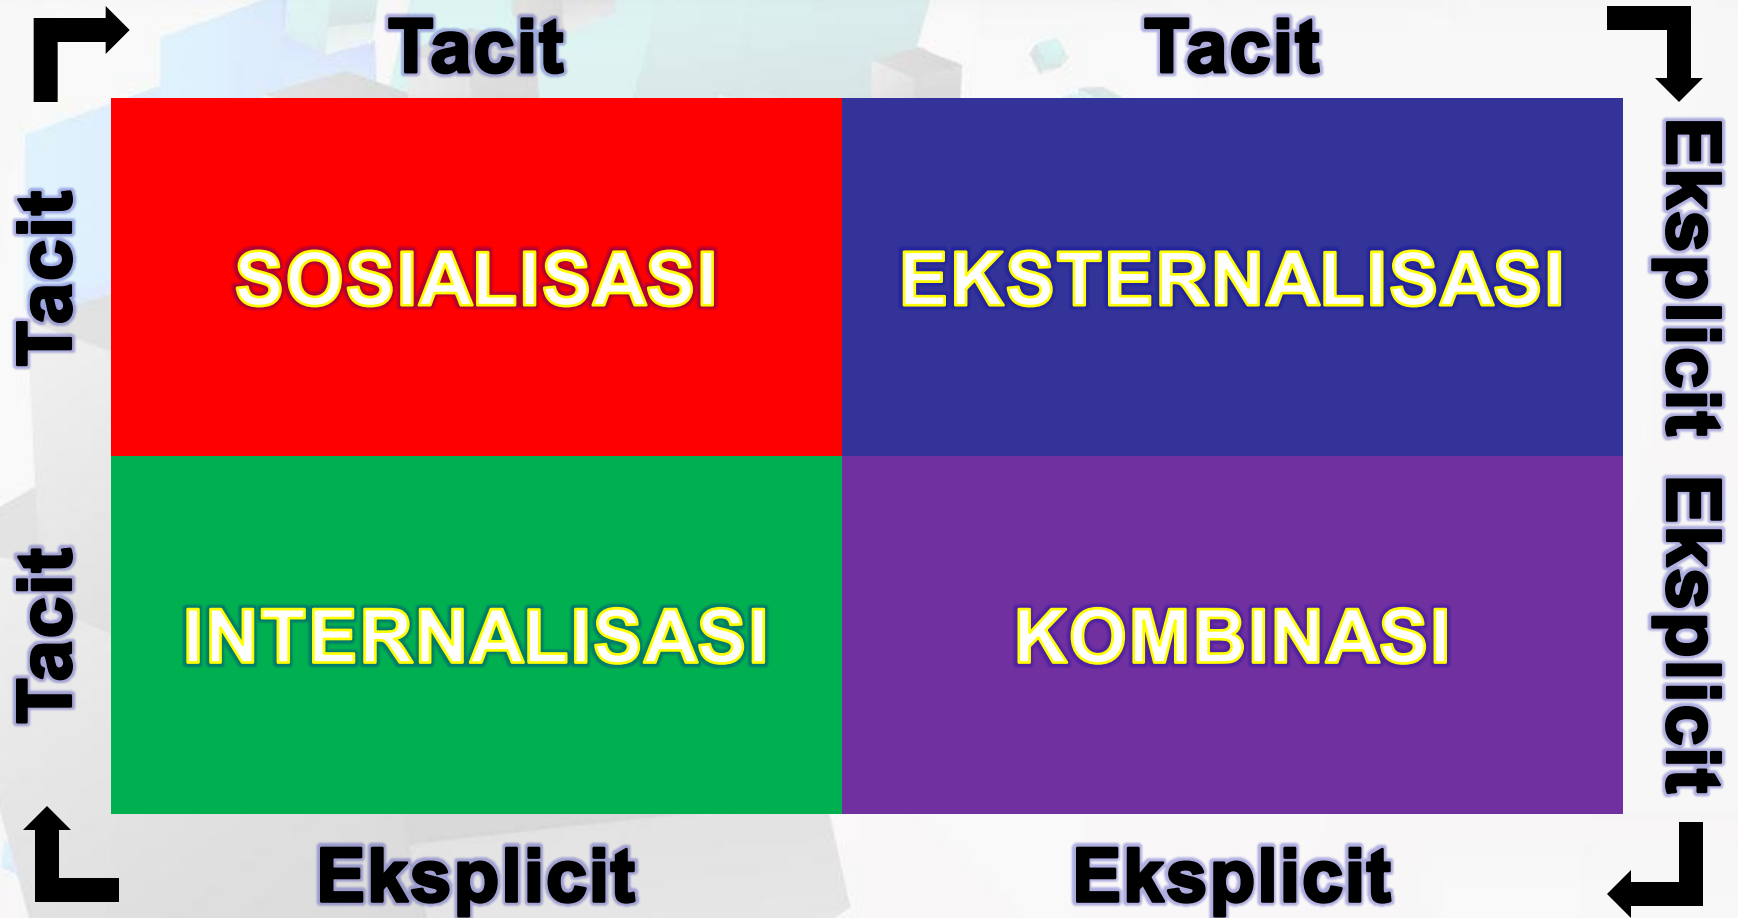 Tacit
Tacit
Tacit
SOSIALISASI
EKSTERNALISASI
Eksplicit
Tacit
INTERNALISASI
KOMBINASI
Eksplicit
Eksplicit
Eksplicit